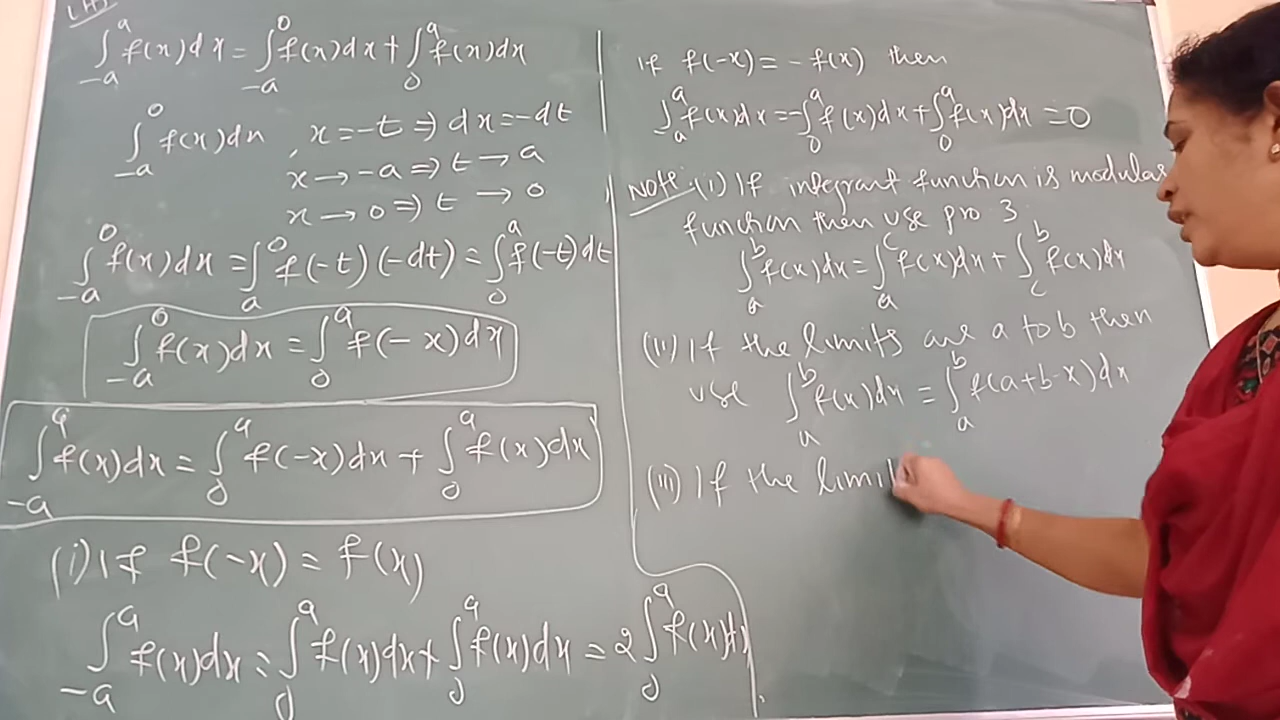 ∫₋ₐᵃ f(x)dx = ∫₋ₐ⁰ f(x)dx + ∫₀ᵃ f(x)dx
∫₋ₐ⁰ f(x)dx , x = -t ⇒ dx = -dt
x → -a ⇒ t → a
x → 0 ⇒ t → 0
∫₋ₐ⁰ f(x)dx = ∫ₐ⁰ f(-t)(-dt) = ∫₀ᵃ f(-t)dt
∫₋ₐ⁰ f(x)dx = ∫₀ᵃ f(-x)dx
∫₋ₐᵃ f(x)dx = ∫₀ᵃ f(-x)dx + ∫₀ᵃ f(x)dx
(i) If f(-x) = f(x)
∫₋ₐᵃ f(x)dx = ∫₀ᵃ f(x)dx + ∫₀ᵃ f(x)dx = 2 ∫₀ᵃ f(x)dx
If f(-x) = - f(x) then
∫ₐᵃ f(x)dx = -∫₀ᵃ f(x)dx + ∫₀ᵃ f(x)dx = 0
Note: (i) If integrant function is modular
function then use pro 3
∫ₐᵇ f(x)dx = ∫ₐᶜ f(x)dx + ∫꜀ᵇ f(x)dx
(ii) If the limits are a to b then
use ∫ₐᵇ f(x)dx = ∫ₐᵇ f(a+b-x)dx
(iii) If the limit